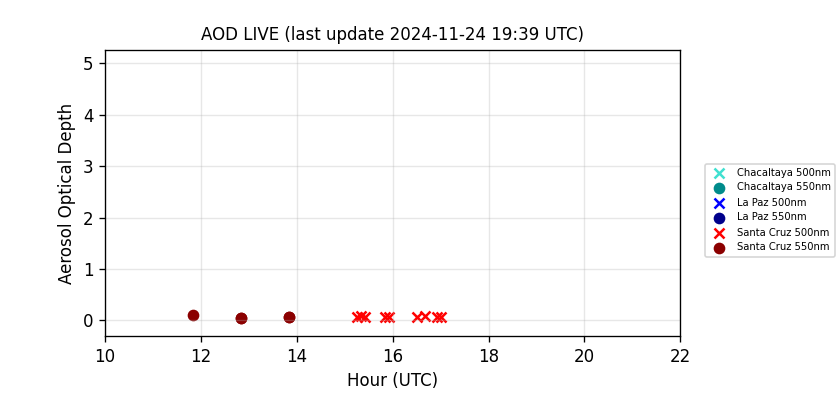 AOD LIVE (last update 2024-11-24 19:39 UTC)
5
4
3
2
1
0
Aerosol Optical Depth
10 12 14 16 18 20 22
Hour (UTC)
Chacaltaya 500nm
Chacaltaya 550nm
La Paz 500nm
La Paz 550nm
Santa Cruz 500nm
Santa Cruz 550nm